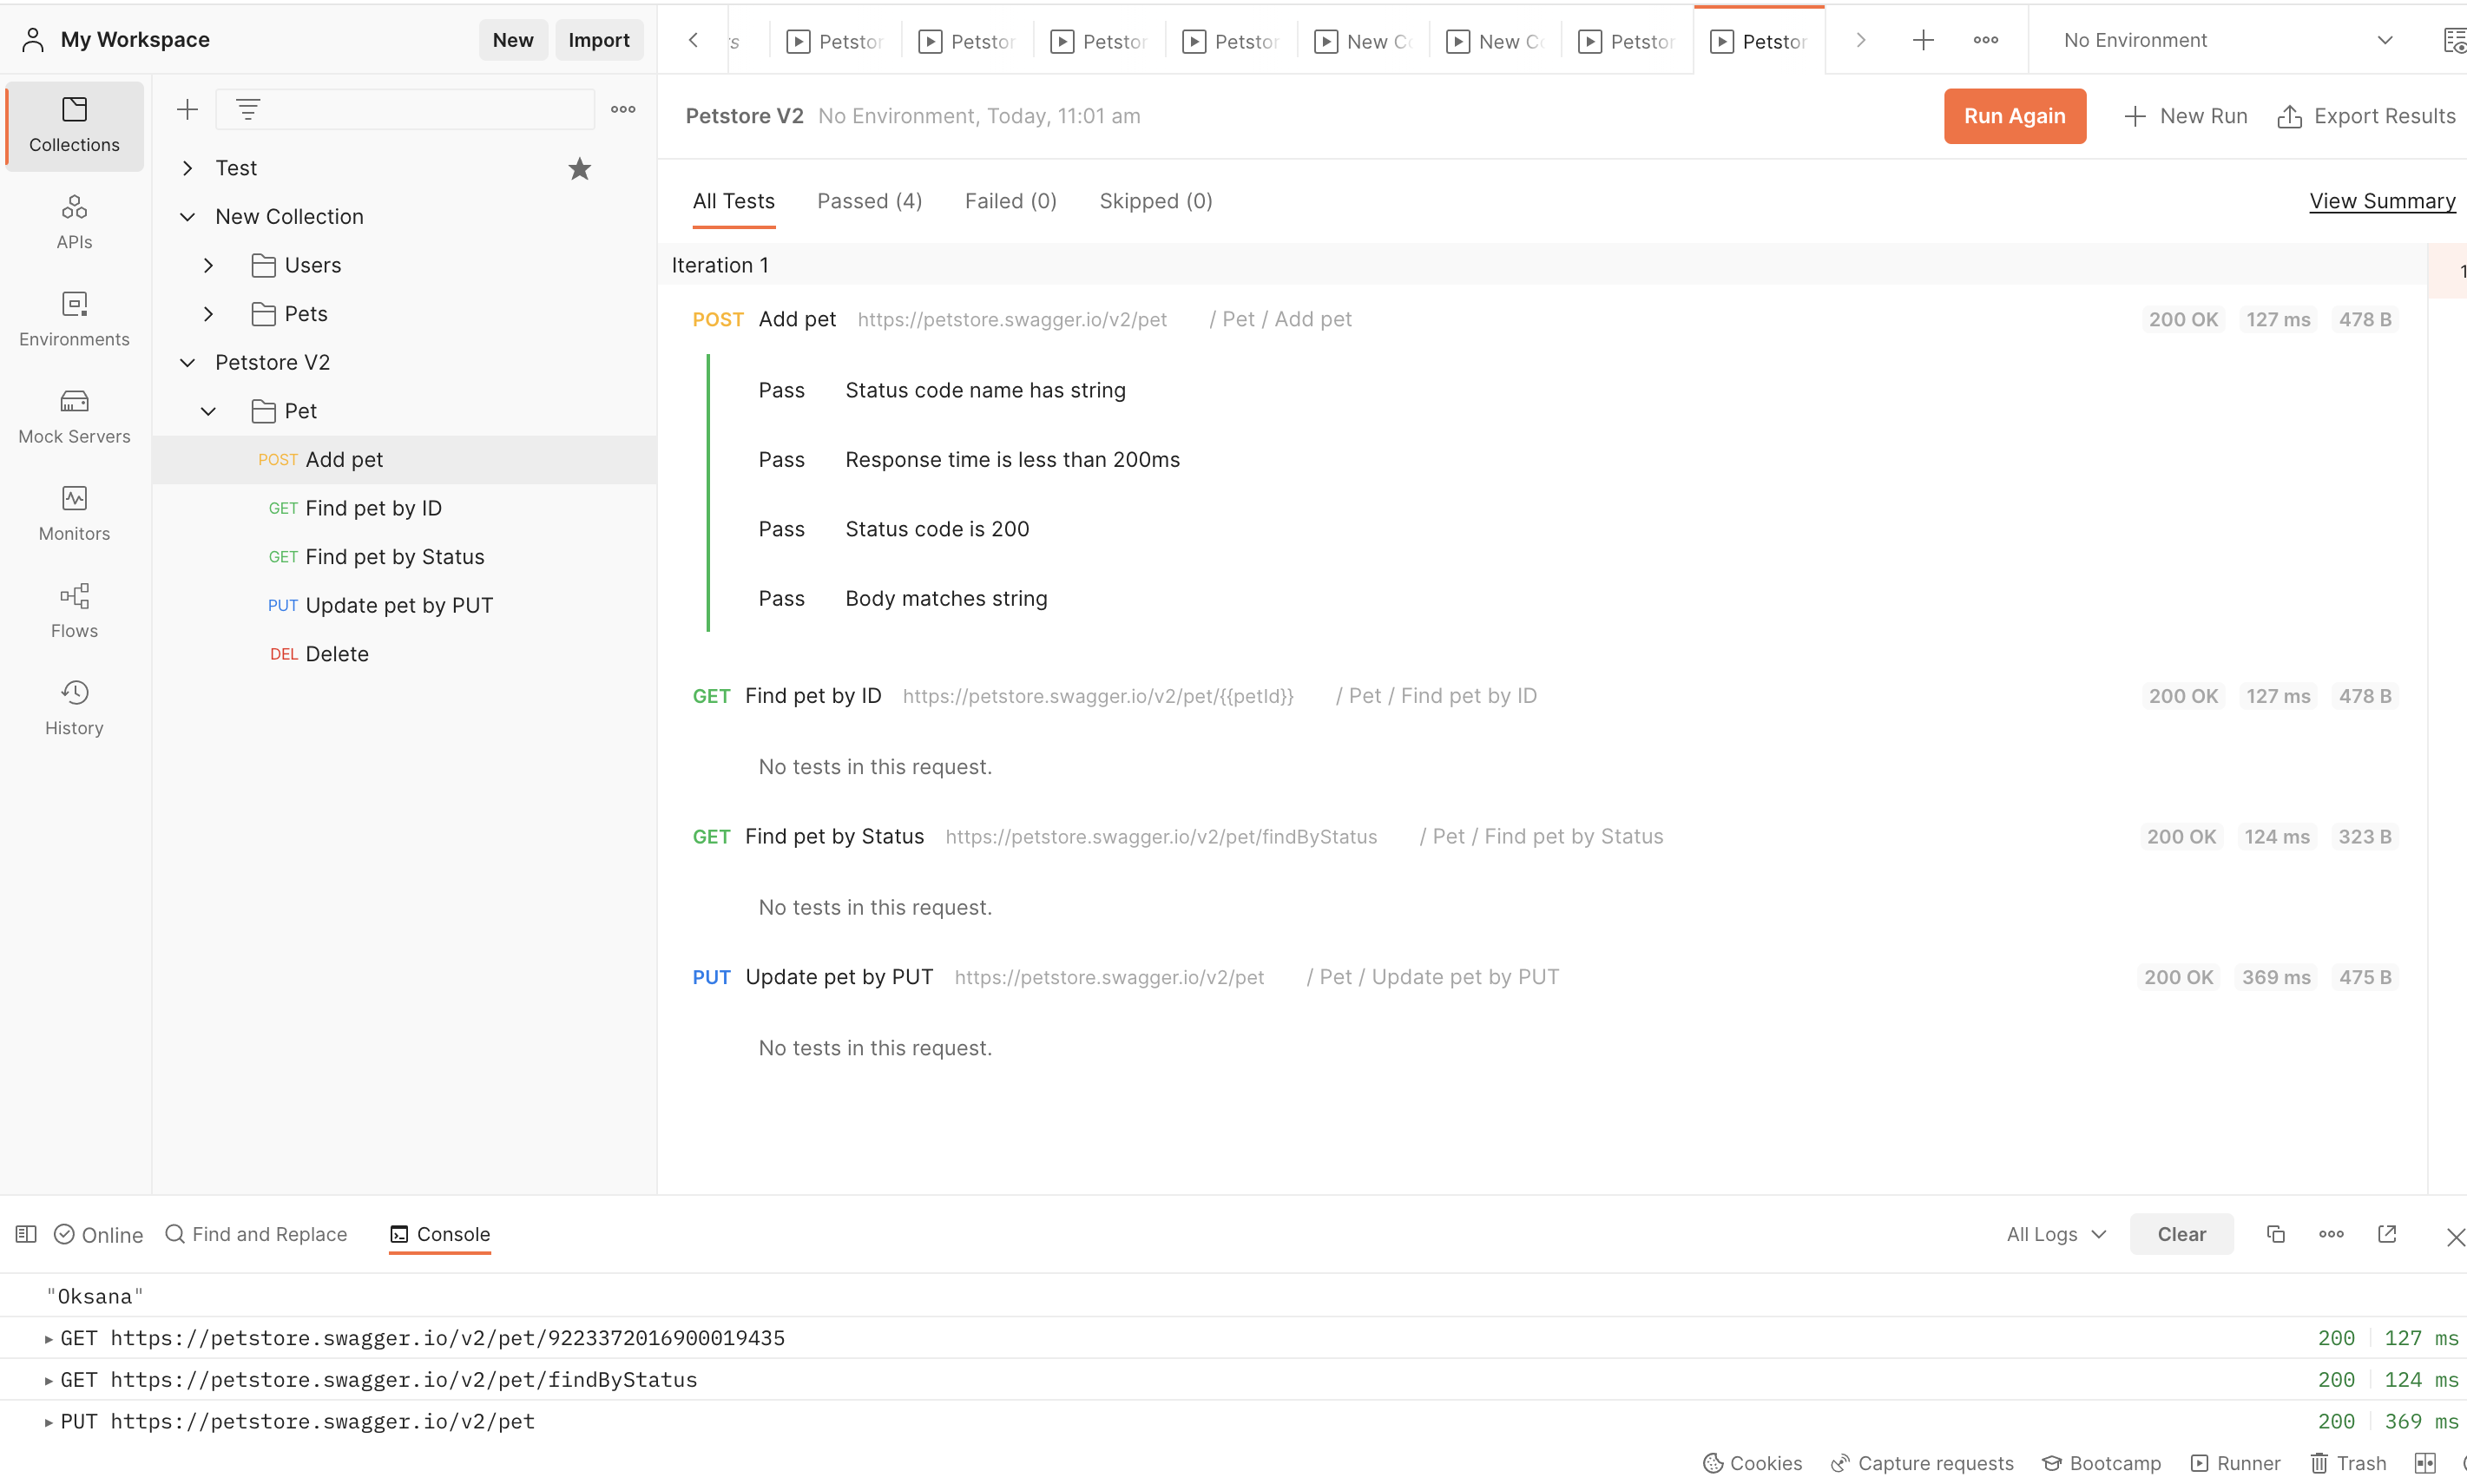 My Workspace
New
Import
Petstor
Petstor
Petstor
Petstor
New C
New C
Petstor
Petstor
No Environment
Collections
APIs
Environments
Mock Servers
Monitors
Flows
History
Test
New Collection
Users
Pets
Petstore V2
Pet
POST Add pet
GET Find pet by ID
GET Find pet by Status
PUT Update pet by PUT
DEL Delete
Petstore V2 No Environment, Today, 11:01 am
Run Again
New Run
Export Results
All Tests
Passed (4)
Failed (0)
Skipped (0)
View Summary
Iteration 1
1
POST Add pet https://petstore.swagger.io/v2/pet / Pet / Add pet 200 OK 127 ms 478 B
Pass Status code name has string
Pass Response time is less than 200ms
Pass Status code is 200
Pass Body matches string
GET Find pet by ID https://petstore.swagger.io/v2/pet/{{petId}} / Pet / Find pet by ID 200 OK 127 ms 478 B
No tests in this request.
GET Find pet by Status https://petstore.swagger.io/v2/pet/findByStatus / Pet / Find pet by Status 200 OK 124 ms 323 B
No tests in this request.
PUT Update pet by PUT https://petstore.swagger.io/v2/pet / Pet / Update pet by PUT 200 OK 369 ms 475 B
No tests in this request.
Online
Find and Replace
Console
All Logs
Clear
"Oksana"
GET https://petstore.swagger.io/v2/pet/9223372016900019435 200 127 ms
GET https://petstore.swagger.io/v2/pet/findByStatus 200 124 ms
PUT https://petstore.swagger.io/v2/pet 200 369 ms
Cookies
Capture requests
Bootcamp
Runner
Trash